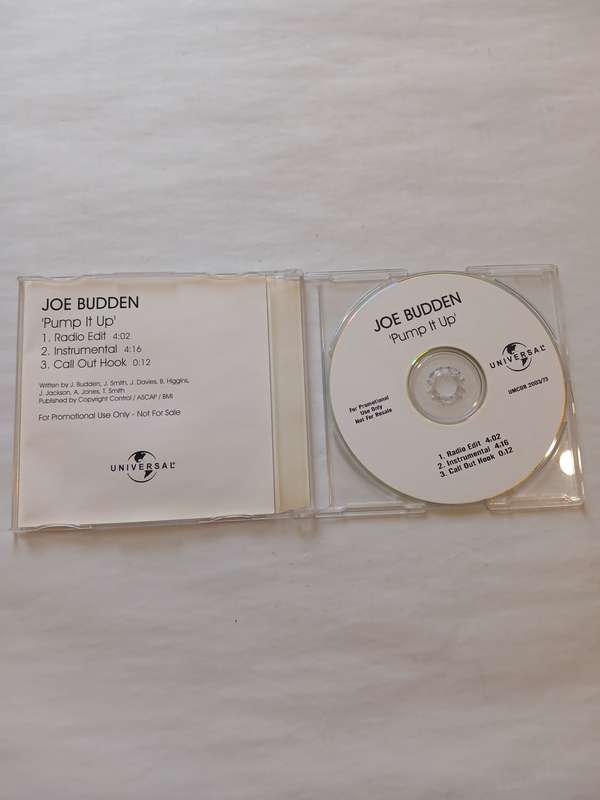 JOE BUDDEN
'Pump It Up'
1. Radio Edit 4:02
2. Instrumental 4:16
3. Call Out Hook 0:12
Written by J. Budden, J. Smith, J. Davies, B. Higgins,
J. Jackson, A. Jones, T. Smith
Published by Copyright Control / ASCAP / BMI
For Promotional Use Only - Not For Sale
UNIVERSAL
JOE BUDDEN
'Pump It Up'
UNIVERSAL
UMCDR 2003/73
For Promotional
Use Only
Not For Resale
1. Radio Edit 4:02
2. Instrumental 4:16
3. Call Out Hook 0:12